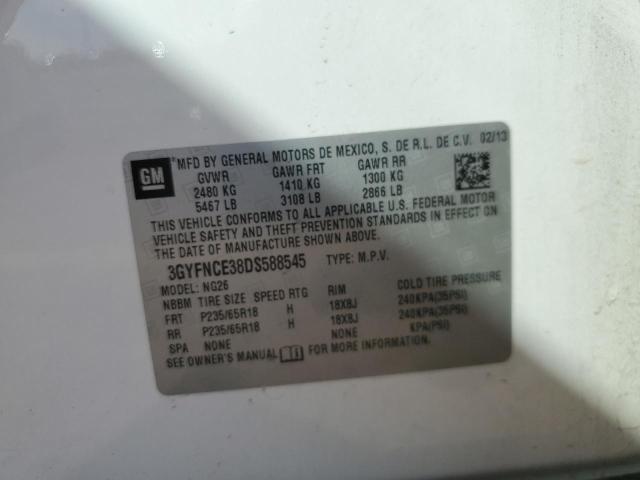 GM
*MFD BY GENERAL MOTORS DE MEXICO, S. DE R.L. DE C.V. 02/13
GVWR GAWR FRT GAWR RR
2480 KG 1410 KG 1300 KG
5467 LB 3108 LB 2866 LB
THIS VEHICLE CONFORMS TO ALL APPLICABLE U.S. FEDERAL MOTOR
VEHICLE SAFETY AND THEFT PREVENTION STANDARDS IN EFFECT ON
THE DATE OF MANUFACTURE SHOWN ABOVE.
3GYFNCE38DS588545 TYPE: M.P.V.
MODEL: NG26
NBBM TIRE SIZE SPEED RTG RIM COLD TIRE PRESSURE
FRT P235/65R18 H 18X8J 240KPA(35PSI)
RR P235/65R18 H 18X8J 240KPA(35PSI)
SPA NONE NONE KPA(PSI)
SEE OWNER'S MANUAL FOR MORE INFORMATION.